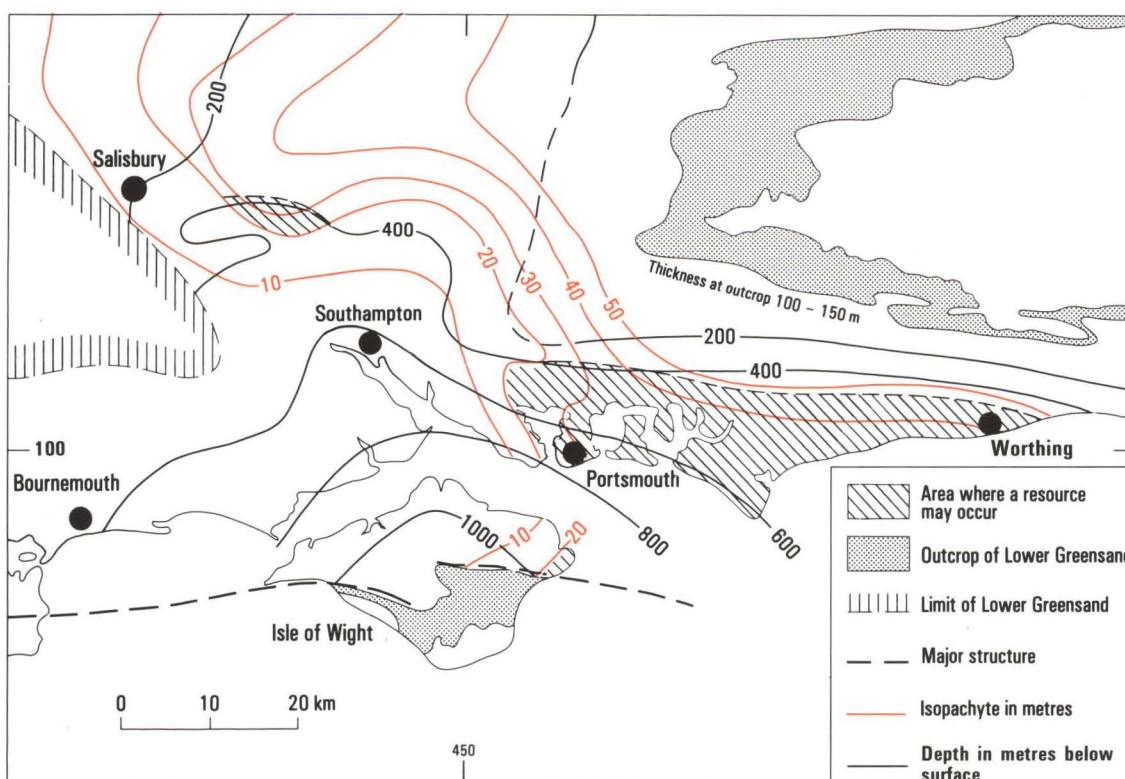 200
Salisbury
400
10
20
30
40
50
Thickness at outcrop 100 – 150 m
Southampton
200
400
100
Bournemouth
Portsmouth
Worthing
1000
10
20
800
600
Isle of Wight
0 10 20 km
450
Area where a resource
may occur
Outcrop of Lower Greensand
Limit of Lower Greensand
Major structure
Isopachyte in metres
Depth in metres below
surface